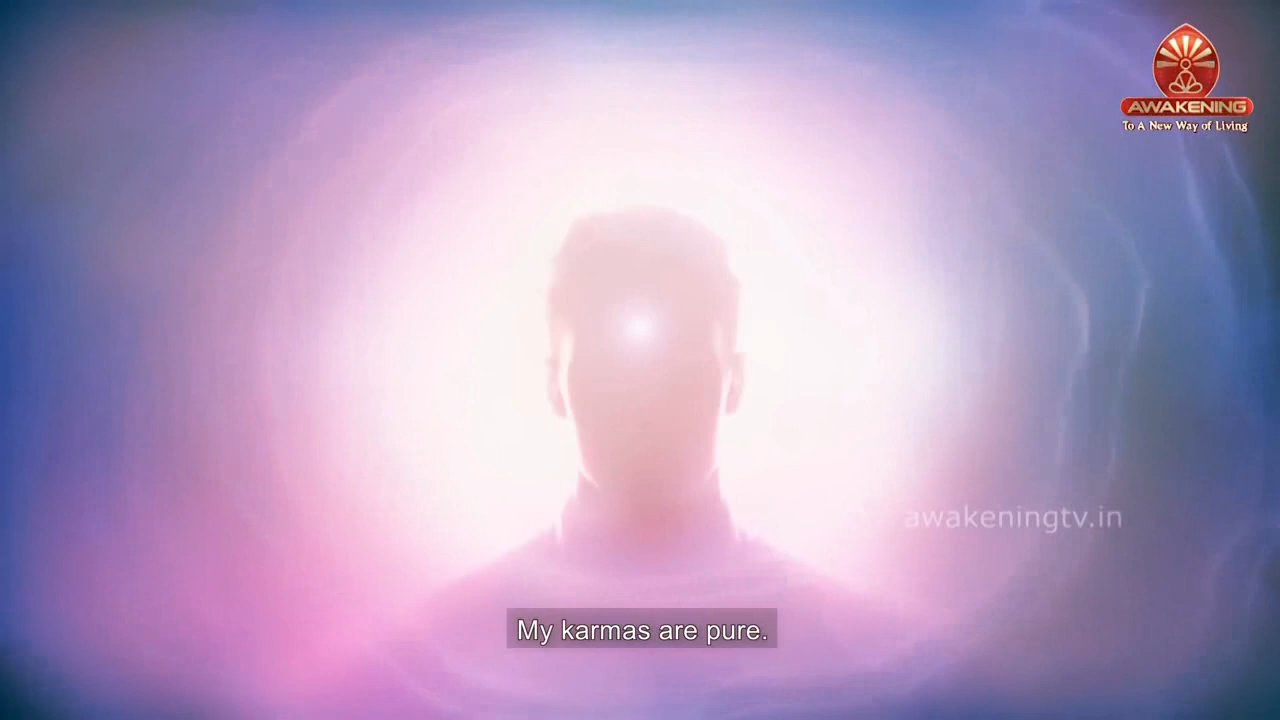 AWAKENING
To A New Way of Living
awakeningtv.in
My karmas are pure.